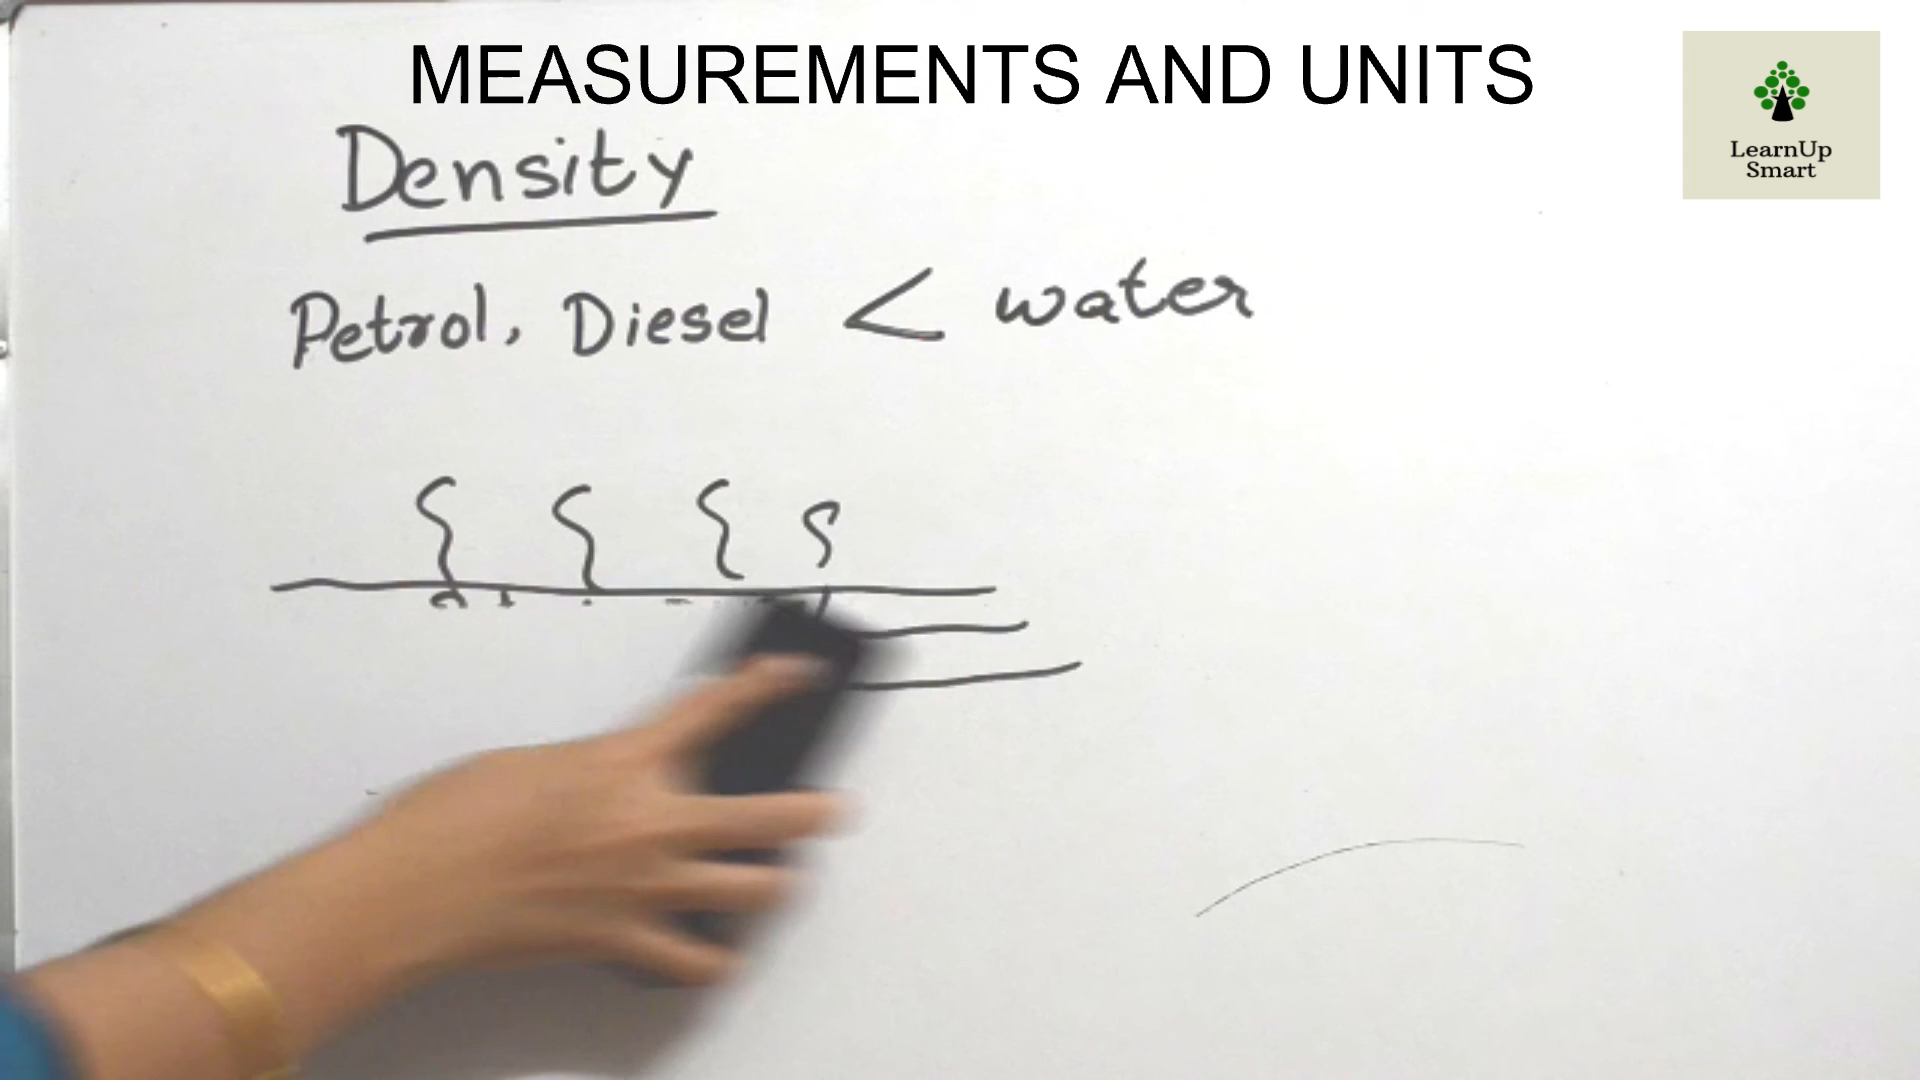 MEASUREMENTS AND UNITS
LearnUp
Smart
Density
Petrol, Diesel < water